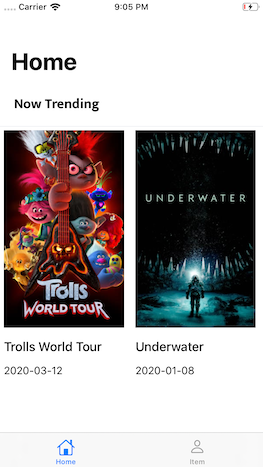 .... Carrier 9:05 PM
Home
Now Trending
Trolls
WORLD TOUR
UNDERWATER
Trolls World Tour
2020-03-12
Underwater
2020-01-08
Home
Item